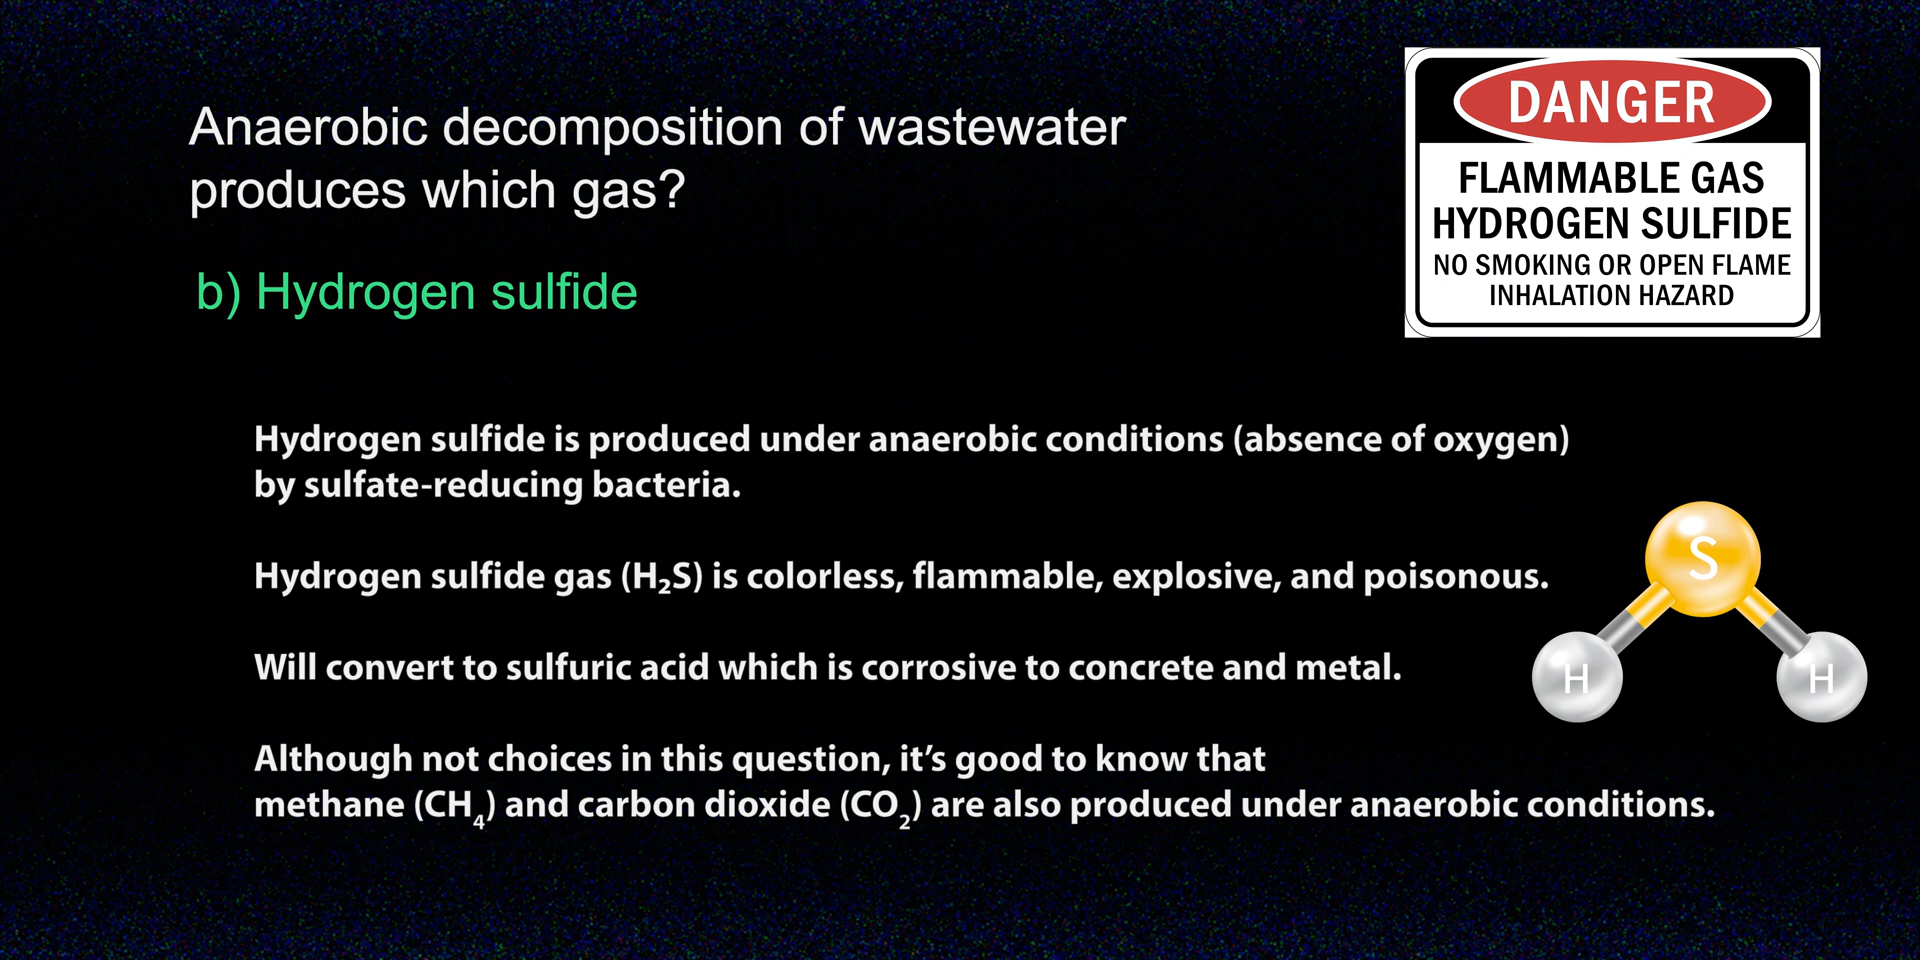 Anaerobic decomposition of wastewater
produces which gas?
b) Hydrogen sulfide
DANGER
FLAMMABLE GAS
HYDROGEN SULFIDE
NO SMOKING OR OPEN FLAME
INHALATION HAZARD
Hydrogen sulfide is produced under anaerobic conditions (absence of oxygen)
by sulfate-reducing bacteria.
Hydrogen sulfide gas (H₂S) is colorless, flammable, explosive, and poisonous.
Will convert to sulfuric acid which is corrosive to concrete and metal.
Although not choices in this question, it’s good to know that
methane (CH₄) and carbon dioxide (CO₂) are also produced under anaerobic conditions.
S
H H